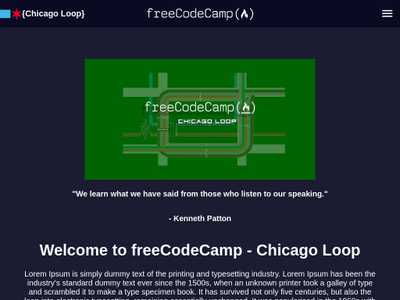 {Chicago Loop}
freeCodeCamp(🔥)
freeCodeCamp(🔥)
CHICAGO LOOP
"We learn what we have said from those who listen to our speaking."
- Kenneth Patton
Welcome to freeCodeCamp - Chicago Loop
Lorem Ipsum is simply dummy text of the printing and typesetting industry. Lorem Ipsum has been the
industry's standard dummy text ever since the 1500s, when an unknown printer took a galley of type
and scrambled it to make a type specimen book. It has survived not only five centuries, but also the